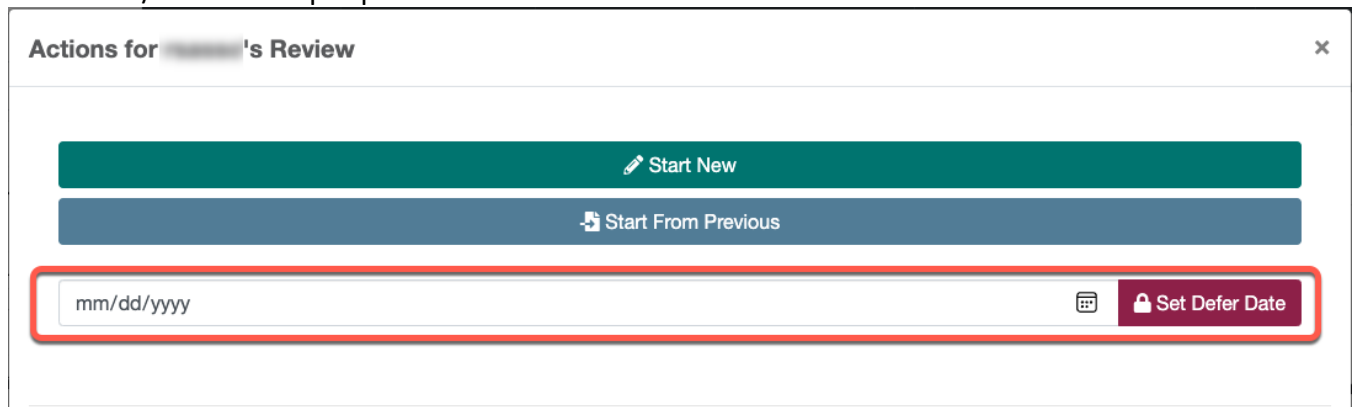 Actions for 's Review ×
Start New
Start From Previous
mm/dd/yyyy Set Defer Date